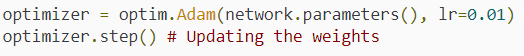 optimizer = optim.Adam(network.parameters(), lr=0.01)
optimizer.step() # Updating the weights